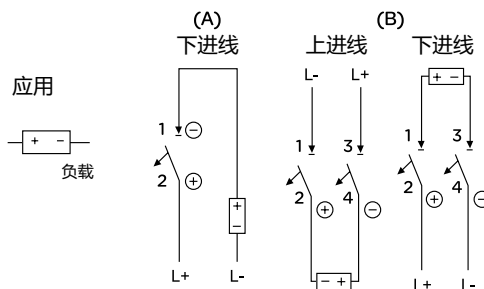 (A) (B)
下进线 上进线 下进线
L- L+
应用
+ -
负载
1 - 1 3 1 3
2 + 2 + 4 - 2 + 4 -
+ -
- +
+ -
L+ L- L+ L-